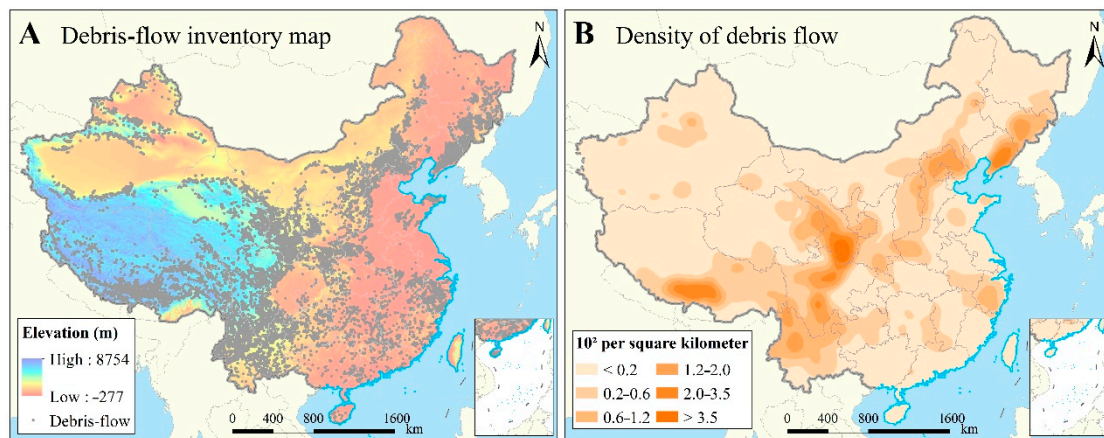 A Debris-flow inventory map
N
Elevation (m)
High : 8754
Low : -277
Debris-flow
0 400 800 1600
km
B Density of debris flow
N
10² per square kilometer
< 0.2
0.2–0.6
0.6–1.2
1.2–2.0
2.0–3.5
> 3.5
0 400 800 1600
km